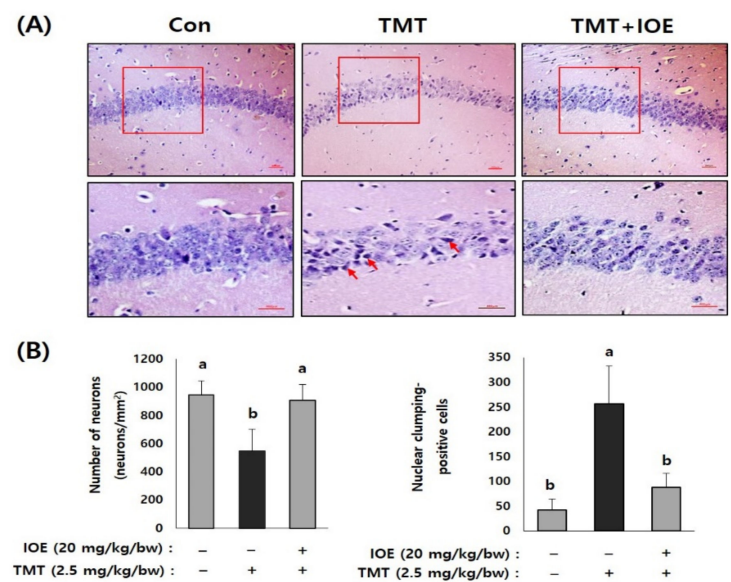 (A)
Con
TMT
TMT+IOE
(B)
Number of neurons
(neurons/mm²)
1200
1000
800
600
400
200
0
a
b
a
IOE (20 mg/kg/bw) : – – +
TMT (2.5 mg/kg/bw) : – + +
Nuclear clumping-
positive cells
350
300
250
200
150
100
50
0
b
a
b
IOE (20 mg/kg/bw) : – – +
TMT (2.5 mg/kg/bw) : – + +